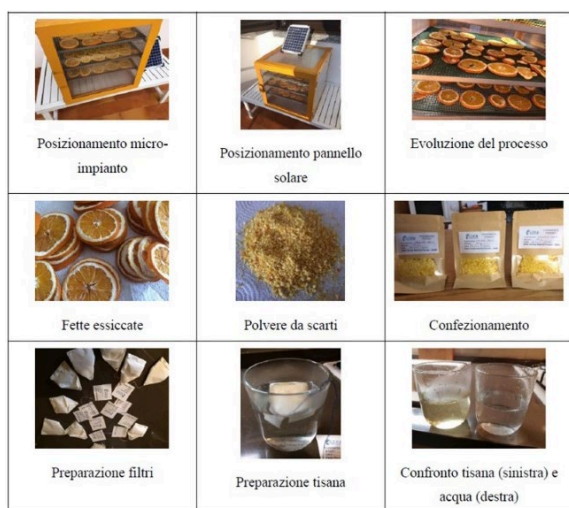 Posizionamento micro-
impianto
Posizionamento pannello
solare
Evoluzione del processo
Fette essiccate
Polvere da scarti
Confezionamento
Preparazione filtri
Preparazione tisana
Confronto tisana (sinistra) e
acqua (destra)